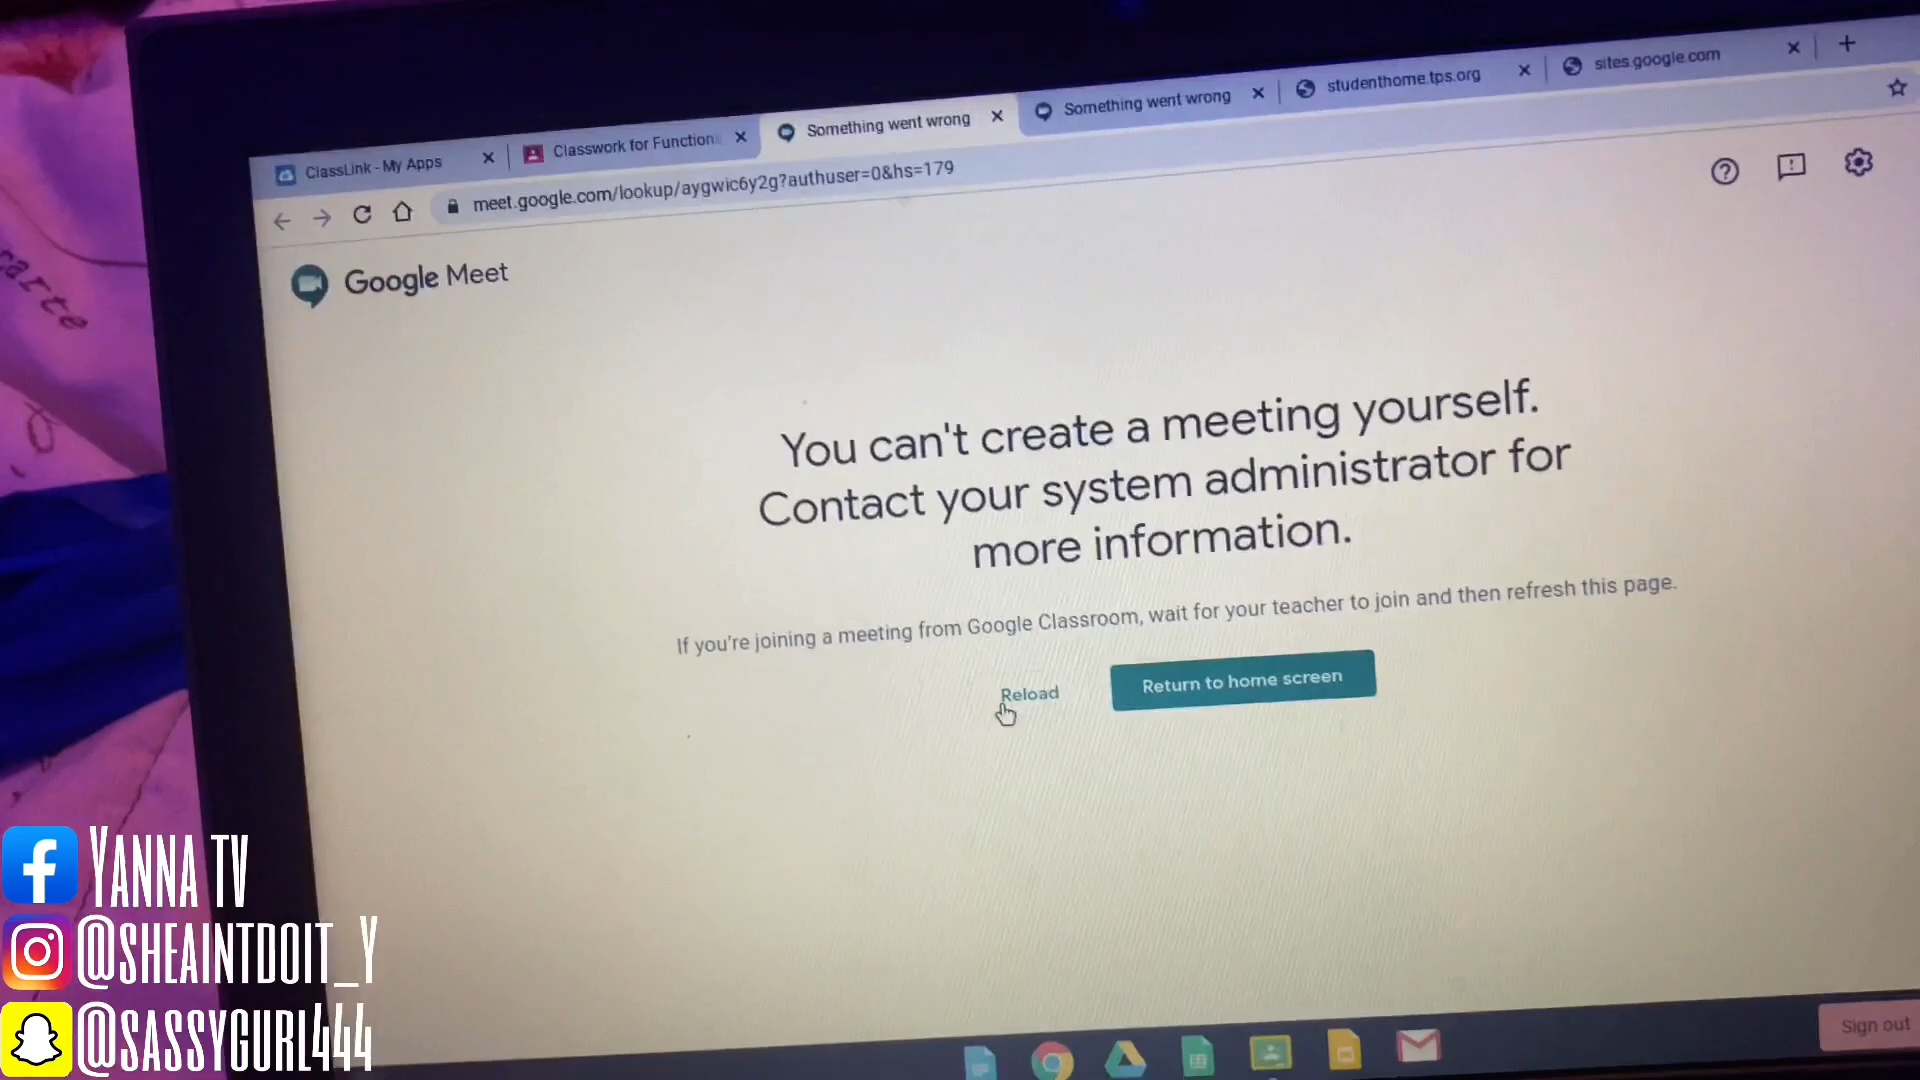 ClassLink - My Apps
Classwork for Function
Something went wrong
Something went wrong
studenthome.tps.org
sites.google.com
meet.google.com/lookup/aygwic6y2g?authuser=0&hs=179
Google Meet
You can't create a meeting yourself.
Contact your system administrator for
more information.
If you're joining a meeting from Google Classroom, wait for your teacher to join and then refresh this page.
Reload
Return to home screen
Sign out
arte
YANNA TV
@SHEAINTDOIT_Y
@SASSYGURL444